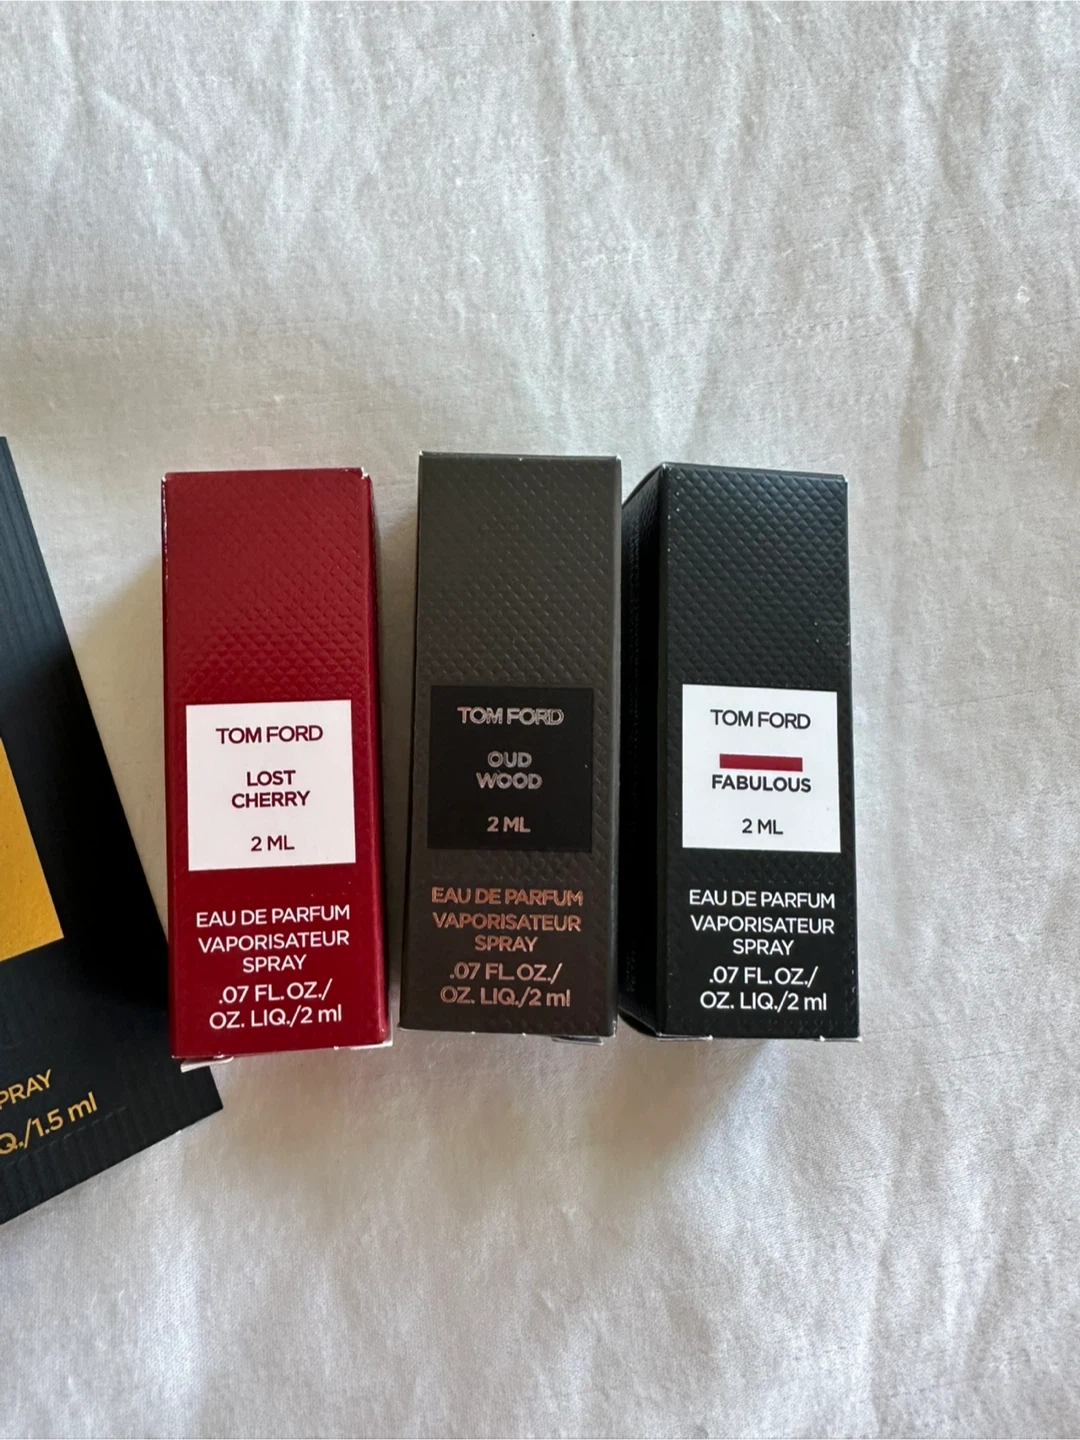 TOM FORD
LOST
CHERRY
2 ML
EAU DE PARFUM
VAPORISATEUR
SPRAY
.07 FL. OZ./
OZ. LIQ./2 ml
TOM FORD
OUD
WOOD
2 ML
EAU DE PARFUM
VAPORISATEUR
SPRAY
.07 FL. OZ./
OZ. LIQ./2 ml
TOM FORD
FABULOUS
2 ML
EAU DE PARFUM
VAPORISATEUR
SPRAY
.07 FL. OZ./
OZ. LIQ./2 ml
PRAY
Q./1.5 ml